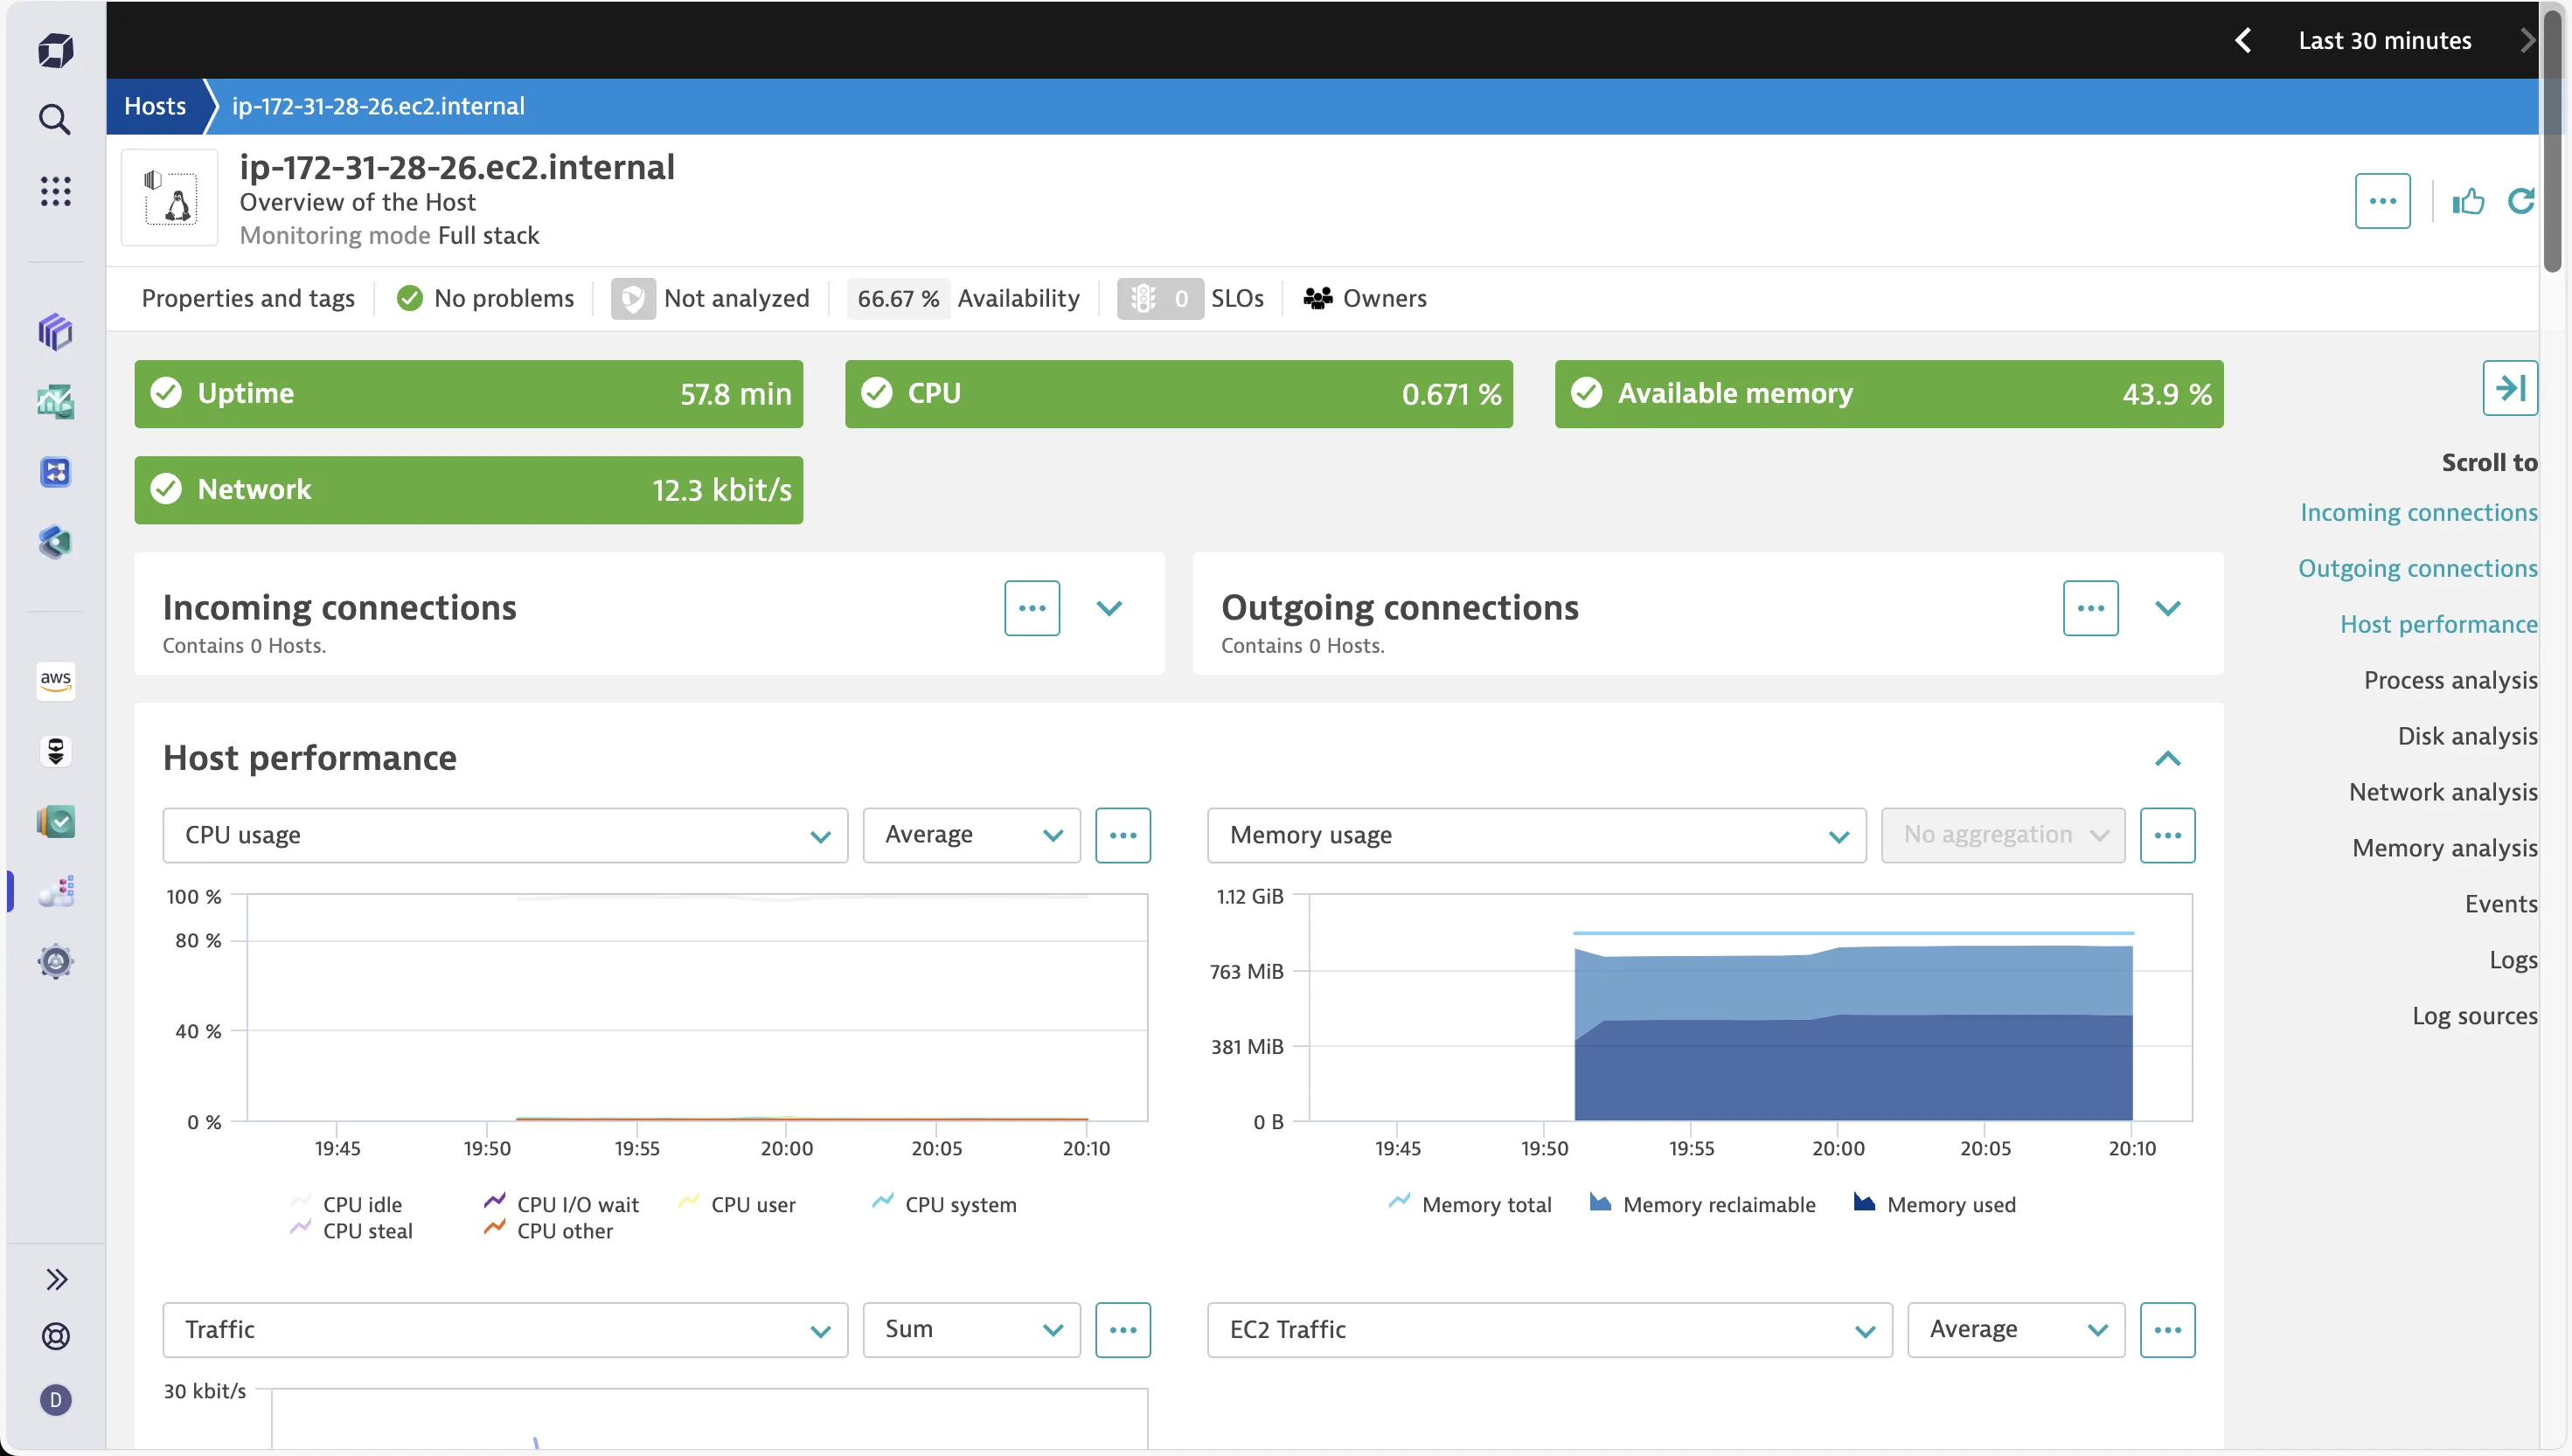 Last 30 minutes
Hosts
ip-172-31-28-26.ec2.internal
ip-172-31-28-26.ec2.internal
Overview of the Host
Monitoring mode Full stack
Properties and tags
No problems
Not analyzed
66.67 % Availability
0 SLOs
Owners
Uptime 57.8 min
CPU 0.671 %
Available memory 43.9 %
Network 12.3 kbit/s
Scroll to
Incoming connections
Outgoing connections
Host performance
Process analysis
Disk analysis
Network analysis
Memory analysis
Events
Logs
Log sources
Incoming connections
Contains 0 Hosts.
Outgoing connections
Contains 0 Hosts.
Host performance
CPU usage
Average
100 %
80 %
40 %
0 %
19:45 19:50 19:55 20:00 20:05 20:10
CPU idle CPU I/O wait CPU user CPU system
CPU steal CPU other
Memory usage
No aggregation
1.12 GiB
763 MiB
381 MiB
0 B
19:45 19:50 19:55 20:00 20:05 20:10
Memory total Memory reclaimable Memory used
Traffic
Sum
30 kbit/s
EC2 Traffic
Average
aws
D